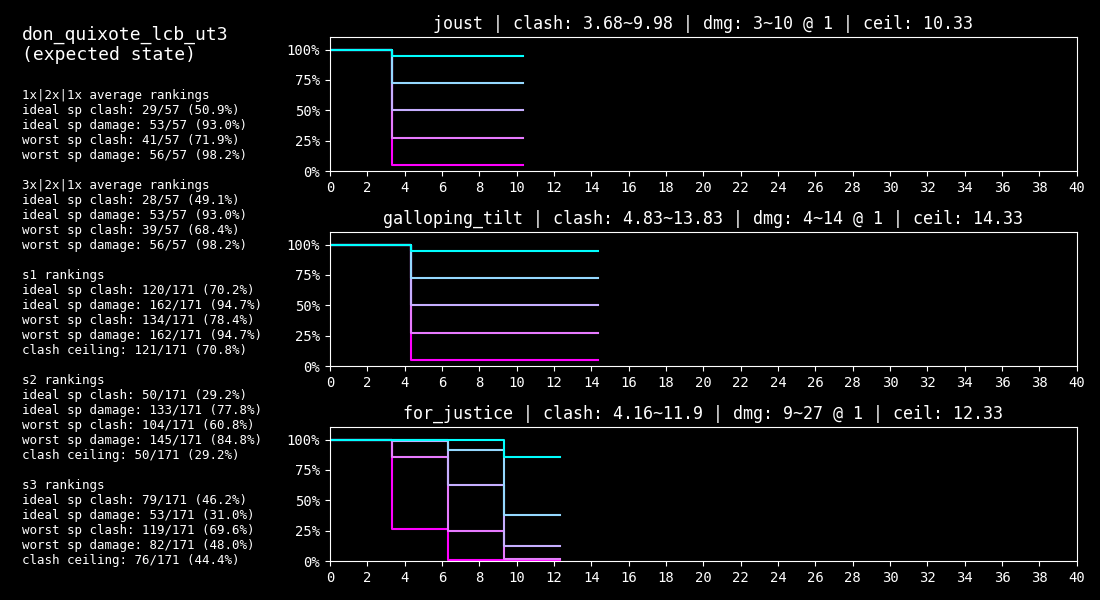 don_quixote_lcb_ut3
(expected state)
1x|2x|1x average rankings
ideal sp clash: 29/57 (50.9%)
ideal sp damage: 53/57 (93.0%)
worst sp clash: 41/57 (71.9%)
worst sp damage: 56/57 (98.2%)
3x|2x|1x average rankings
ideal sp clash: 28/57 (49.1%)
ideal sp damage: 53/57 (93.0%)
worst sp clash: 39/57 (68.4%)
worst sp damage: 56/57 (98.2%)
s1 rankings
ideal sp clash: 120/171 (70.2%)
ideal sp damage: 162/171 (94.7%)
worst sp clash: 134/171 (78.4%)
worst sp damage: 162/171 (94.7%)
clash ceiling: 121/171 (70.8%)
s2 rankings
ideal sp clash: 50/171 (29.2%)
ideal sp damage: 133/171 (77.8%)
worst sp clash: 104/171 (60.8%)
worst sp damage: 145/171 (84.8%)
clash ceiling: 50/171 (29.2%)
s3 rankings
ideal sp clash: 79/171 (46.2%)
ideal sp damage: 53/171 (31.0%)
worst sp clash: 119/171 (69.6%)
worst sp damage: 82/171 (48.0%)
clash ceiling: 76/171 (44.4%)
joust | clash: 3.68~9.98 | dmg: 3~10 @ 1 | ceil: 10.33
100%
75%
50%
25%
0%
0 2 4 6 8 10 12 14 16 18 20 22 24 26 28 30 32 34 36 38 40
galloping_tilt | clash: 4.83~13.83 | dmg: 4~14 @ 1 | ceil: 14.33
100%
75%
50%
25%
0%
0 2 4 6 8 10 12 14 16 18 20 22 24 26 28 30 32 34 36 38 40
for_justice | clash: 4.16~11.9 | dmg: 9~27 @ 1 | ceil: 12.33
100%
75%
50%
25%
0%
0 2 4 6 8 10 12 14 16 18 20 22 24 26 28 30 32 34 36 38 40